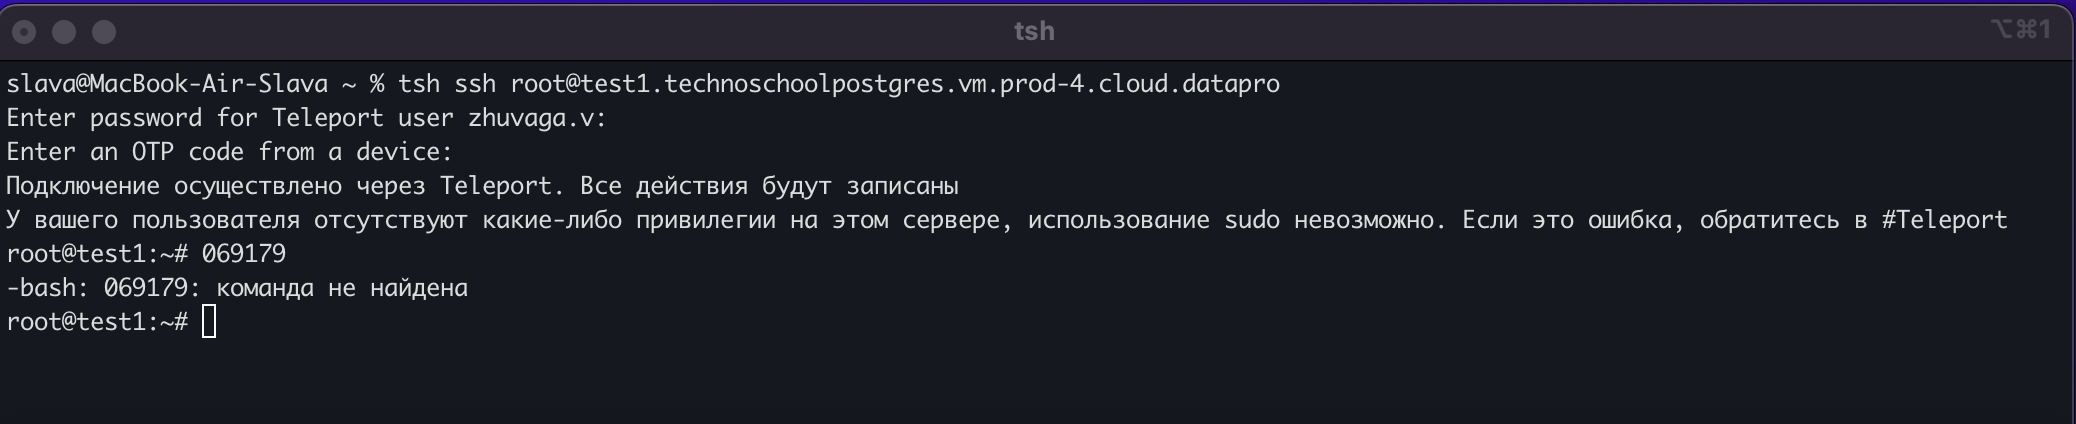 tsh
⌥⌘1
slava@MacBook-Air-Slava ~ % tsh ssh root@test1.technoschoolpostgres.vm.prod-4.cloud.datapro
Enter password for Teleport user zhuvaga.v:
Enter an OTP code from a device:
Подключение осуществлено через Teleport. Все действия будут записаны
У вашего пользователя отсутствуют какие-либо привилегии на этом сервере, использование sudo невозможно. Если это ошибка, обратитесь в #Teleport
root@test1:~# 069179
-bash: 069179: команда не найдена
root@test1:~#